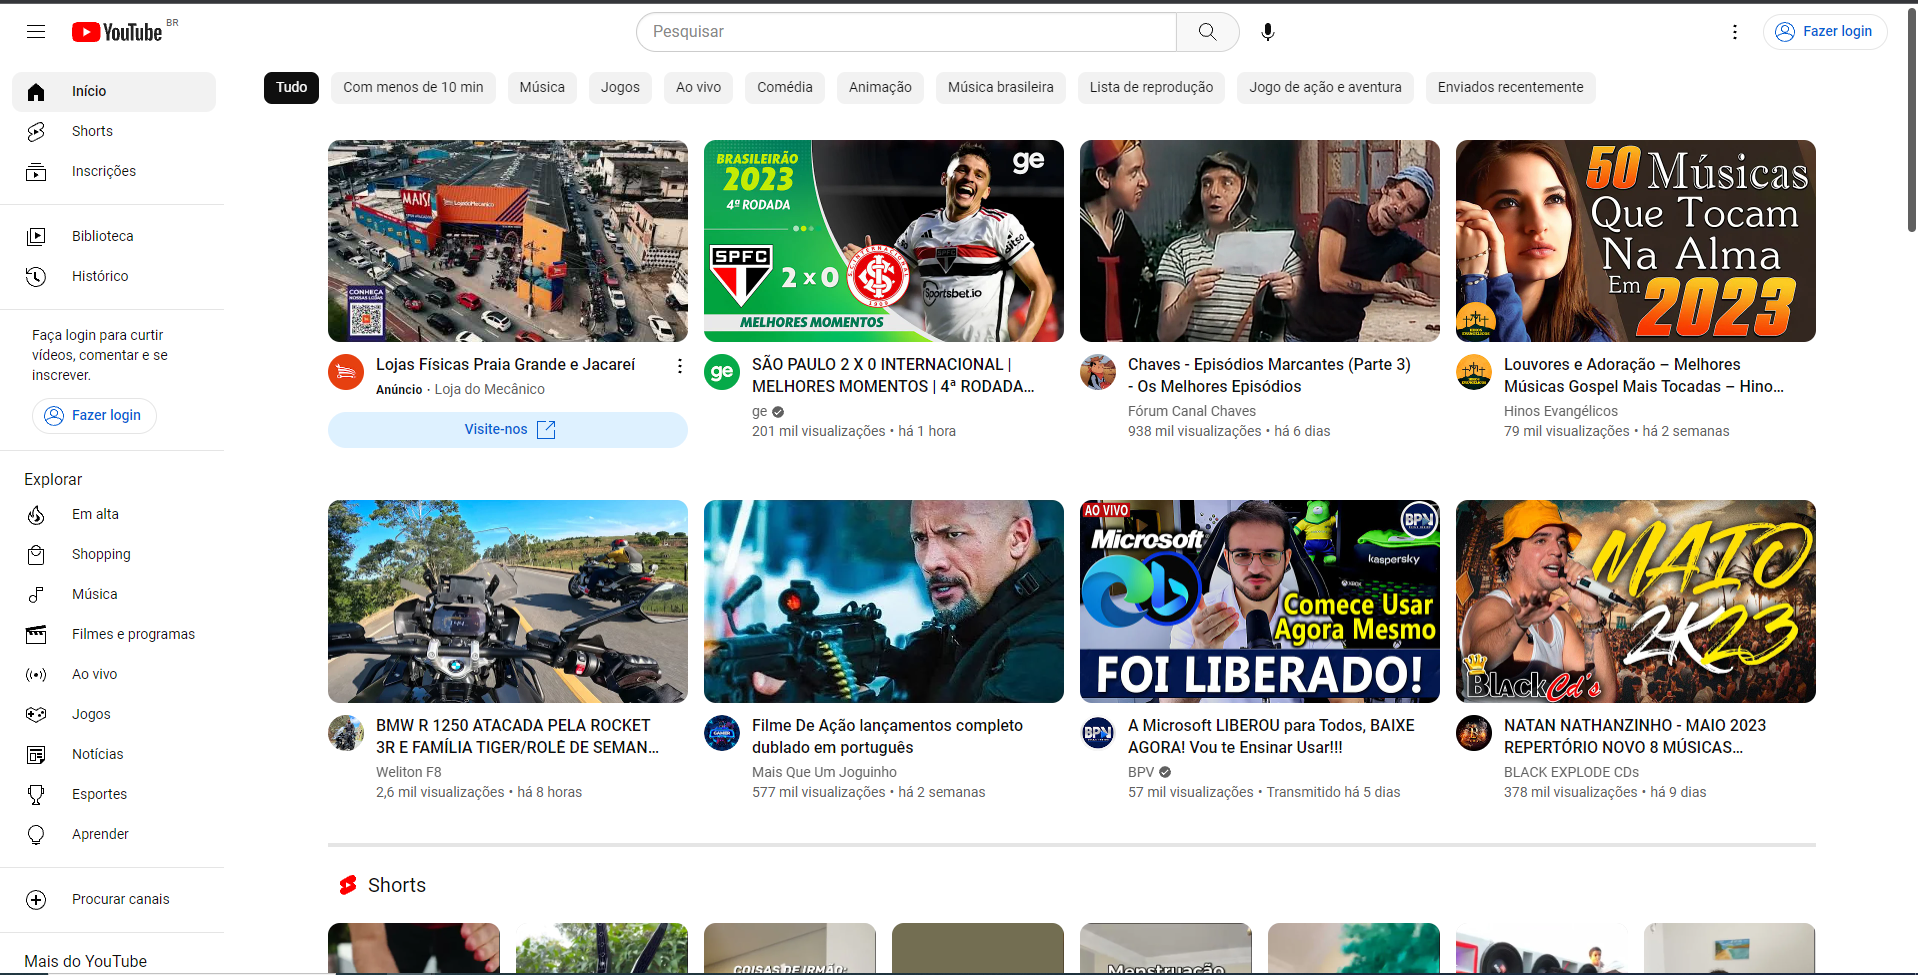 YouTube BR
Pesquisar
Fazer login
Início
Shorts
Inscrições
Biblioteca
Histórico
Faça login para curtir
vídeos, comentar e se
inscrever.
Fazer login
Explorar
Em alta
Shopping
Música
Filmes e programas
Ao vivo
Jogos
Notícias
Esportes
Aprender
Procurar canais
Mais do YouTube
Tudo
Com menos de 10 min
Música
Jogos
Ao vivo
Comédia
Animação
Música brasileira
Lista de reprodução
Jogo de ação e aventura
Enviados recentemente
MAIS!
LojadoMecânico
CONHEÇA
NOSSAS LOJAS
Lojas Físicas Praia Grande e Jacareí
Anúncio · Loja do Mecânico
Visite-nos
BRASILEIRÃO
2023
4ª RODADA
ge
SPFC
2 x 0
SPFC
Sportsbet.io
MELHORES MOMENTOS
ge
SÃO PAULO 2 X 0 INTERNACIONAL |
MELHORES MOMENTOS | 4ª RODADA...
ge
201 mil visualizações • há 1 hora
Chaves - Episódios Marcantes (Parte 3)
- Os Melhores Episódios
Fórum Canal Chaves
938 mil visualizações • há 6 dias
50 Músicas
Que Tocam
Na Alma
Em 2023
HINOS
EVANGÉLICOS
Louvores e Adoração – Melhores
Músicas Gospel Mais Tocadas – Hino...
Hinos Evangélicos
79 mil visualizações • há 2 semanas
BMW R 1250 ATACADA PELA ROCKET
3R E FAMÍLIA TIGER/ROLÊ DE SEMAN...
Weliton F8
2,6 mil visualizações • há 8 horas
Filme De Ação lançamentos completo
dublado em português
Mais Que Um Joguinho
577 mil visualizações • há 2 semanas
AO VIVO
BPV
Microsoft
kaspersky
XBOX
Comece Usar
Agora Mesmo
FOI LIBERADO!
BPV
A Microsoft LIBEROU para Todos, BAIXE
AGORA! Vou te Ensinar Usar!!!
BPV
57 mil visualizações • Transmitido há 5 dias
MAIO
2K23
BLACK Cd's
NATAN NATHANZINHO - MAIO 2023
REPERTÓRIO NOVO 8 MÚSICAS...
BLACK EXPLODE CDs
378 mil visualizações • há 9 dias
Shorts
COISAS DE IRMÃO:
Menstruação